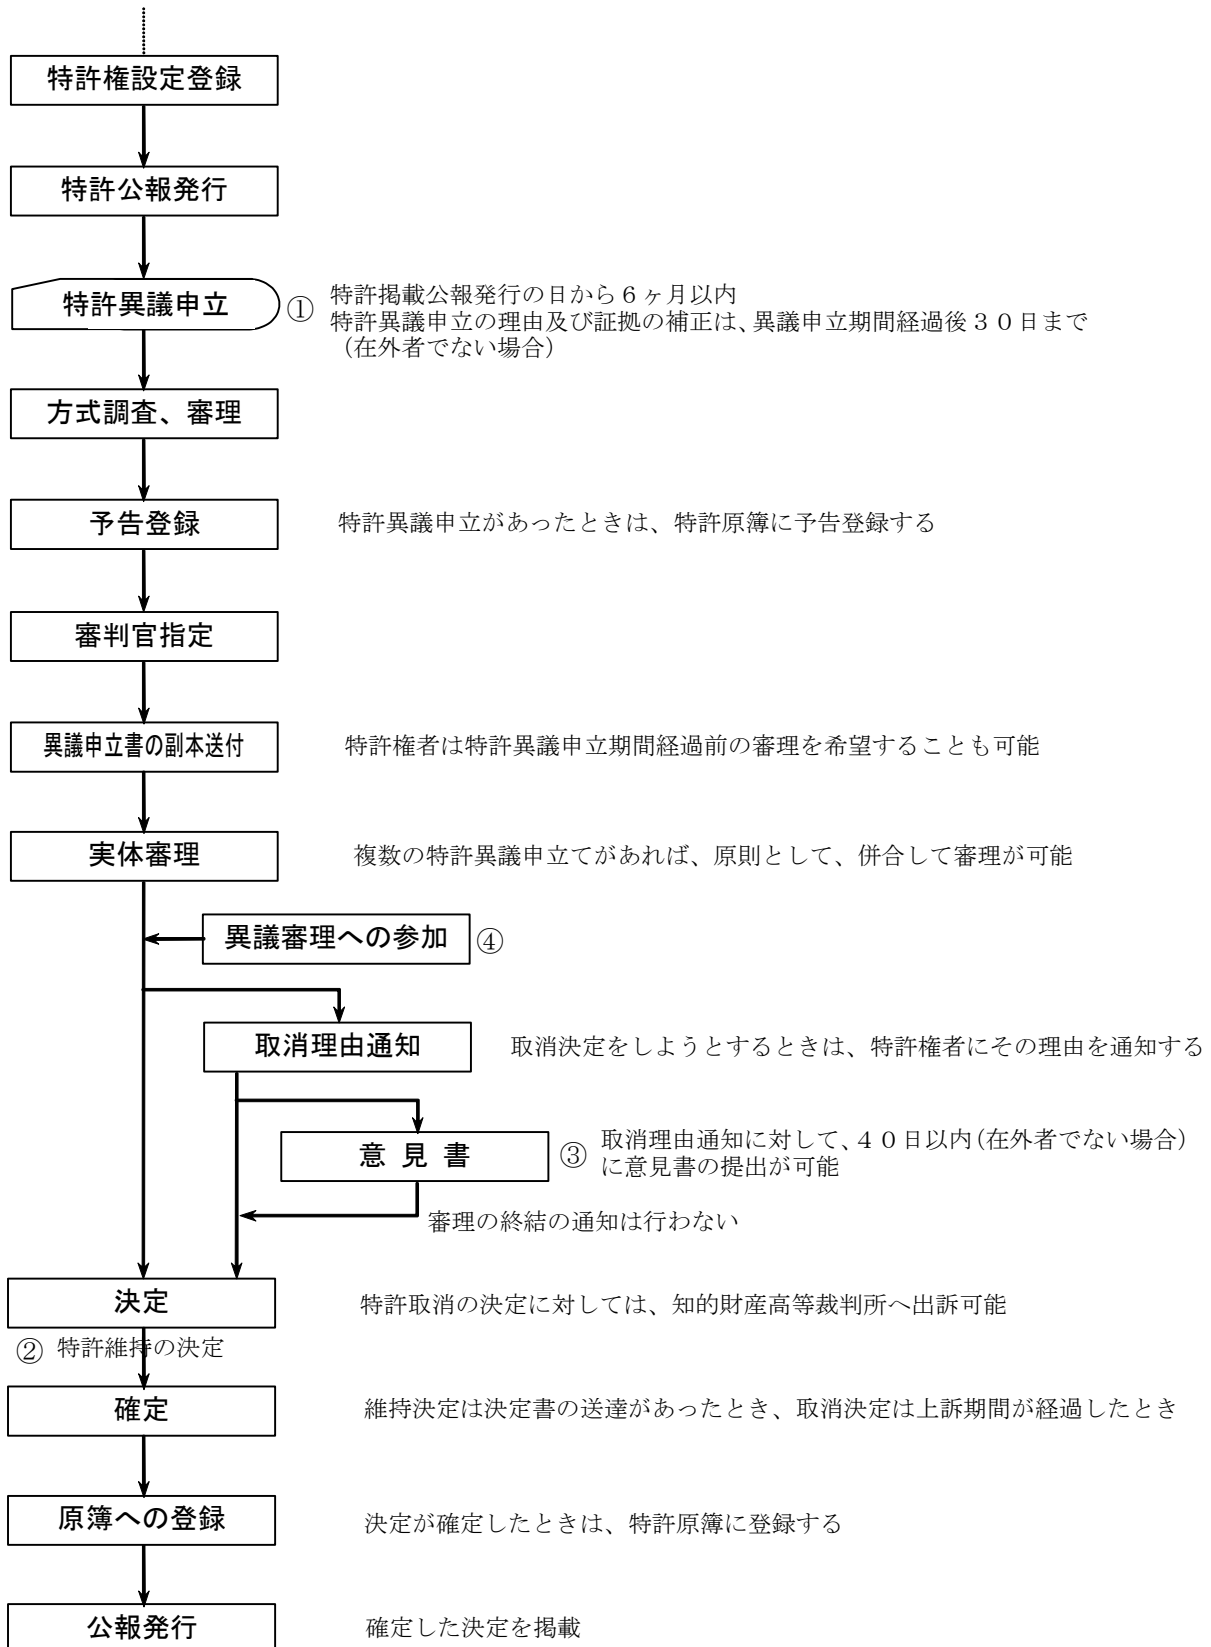 特許権設定登録
特許公報発行
特許異議申立
① 特許掲載公報発行の日から6ヶ月以内
特許異議申立の理由及び証拠の補正は、異議申立期間経過後30日まで
（在外者でない場合）
方式調査、審理
予告登録
特許異議申立があったときは、特許原簿に予告登録する
審判官指定
異議申立書の副本送付
特許権者は特許異議申立期間経過前の審理を希望することも可能
実体審理
複数の特許異議申立てがあれば、原則として、併合して審理が可能
異議審理への参加 ④
取消理由通知
取消決定をしようとするときは、特許権者にその理由を通知する
意見書
③ 取消理由通知に対して、40日以内（在外者でない場合）
に意見書の提出が可能
審理の終結の通知は行わない
決定
特許取消の決定に対しては、知的財産高等裁判所へ出訴可能
② 特許維持の決定
確定
維持決定は決定書の送達があったとき、取消決定は上訴期間が経過したとき
原簿への登録
決定が確定したときは、特許原簿に登録する
公報発行
確定した決定を掲載